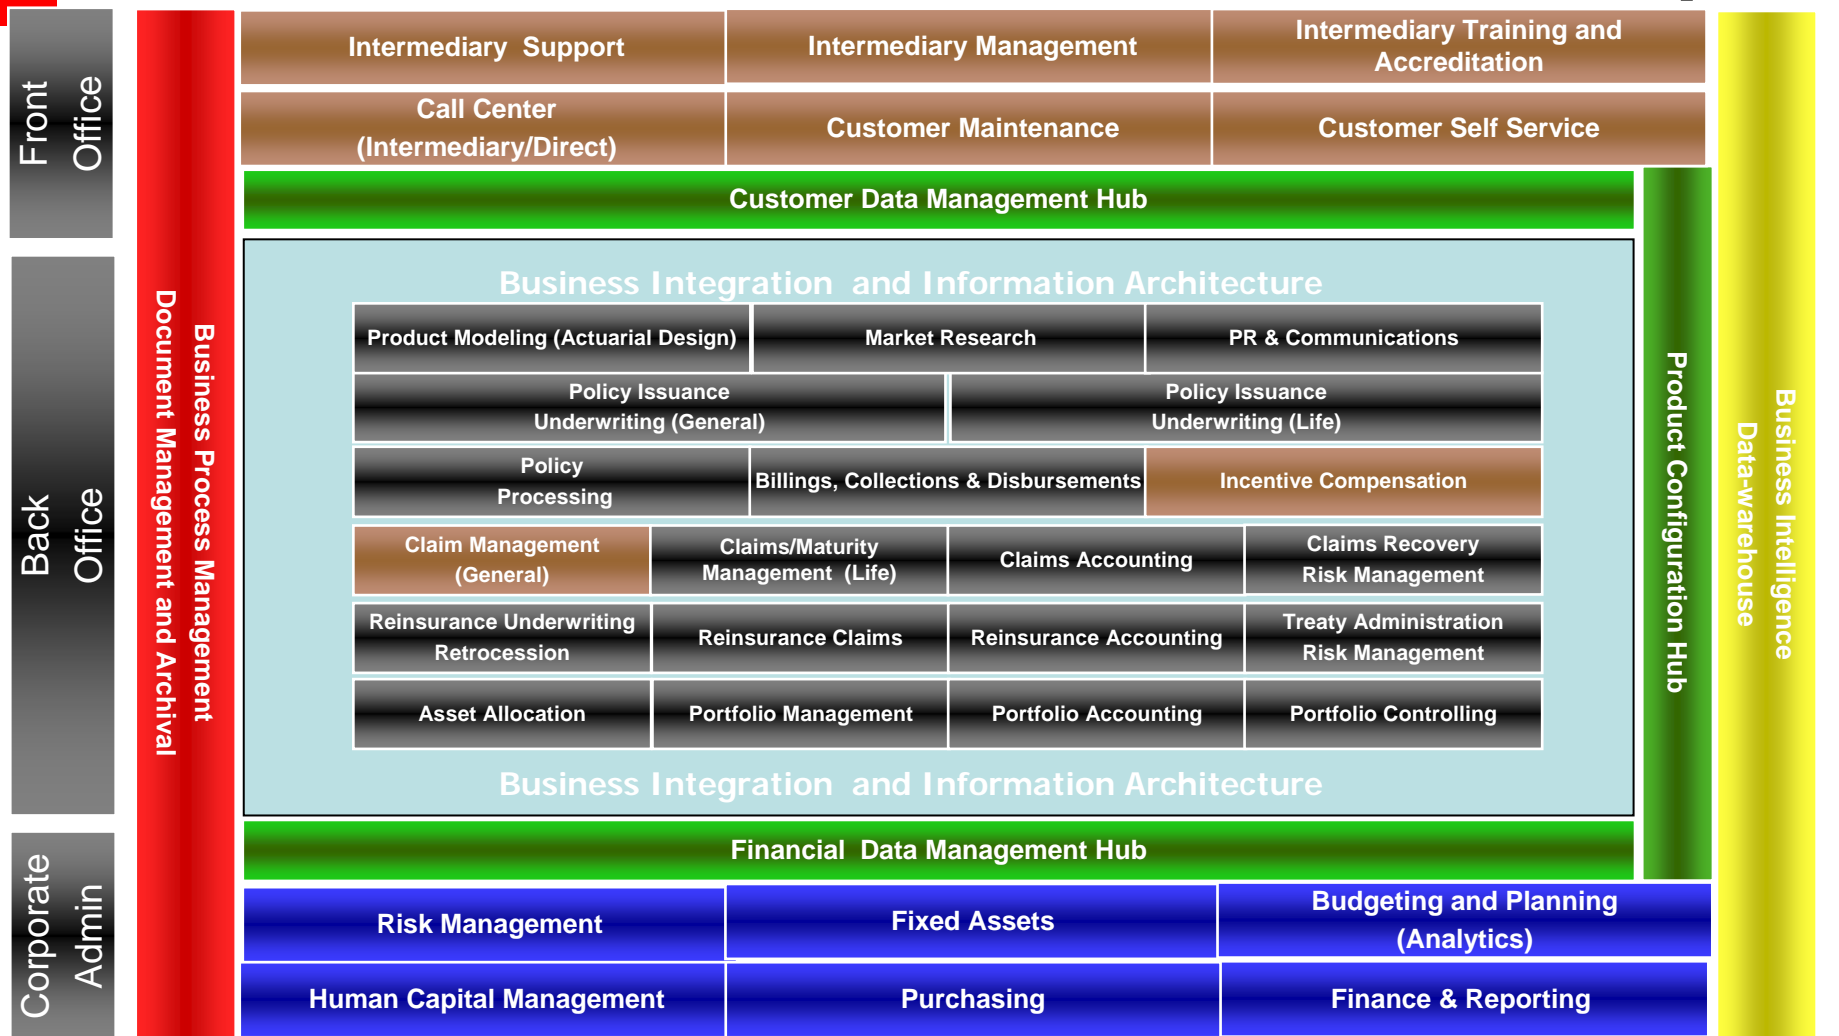 Front
Office
Intermediary Support
Intermediary Management
Intermediary Training and
Accreditation
Call Center
(Intermediary/Direct)
Customer Maintenance
Customer Self Service
Customer Data Management Hub
Back
Office
Business Process Management
Document Management and Archival
Business Integration and Information Architecture
Product Modeling (Actuarial Design)
Market Research
PR & Communications
Policy Issuance
Underwriting (General)
Policy Issuance
Underwriting (Life)
Policy
Processing
Billings, Collections & Disbursements
Incentive Compensation
Claim Management
(General)
Claims/Maturity
Management (Life)
Claims Accounting
Claims Recovery
Risk Management
Reinsurance Underwriting
Retrocession
Reinsurance Claims
Reinsurance Accounting
Treaty Administration
Risk Management
Asset Allocation
Portfolio Management
Portfolio Accounting
Portfolio Controlling
Business Integration and Information Architecture
Product Configuration Hub
Business Intelligence
Data-warehouse
Financial Data Management Hub
Corporate
Admin
Risk Management
Fixed Assets
Budgeting and Planning
(Analytics)
Human Capital Management
Purchasing
Finance & Reporting